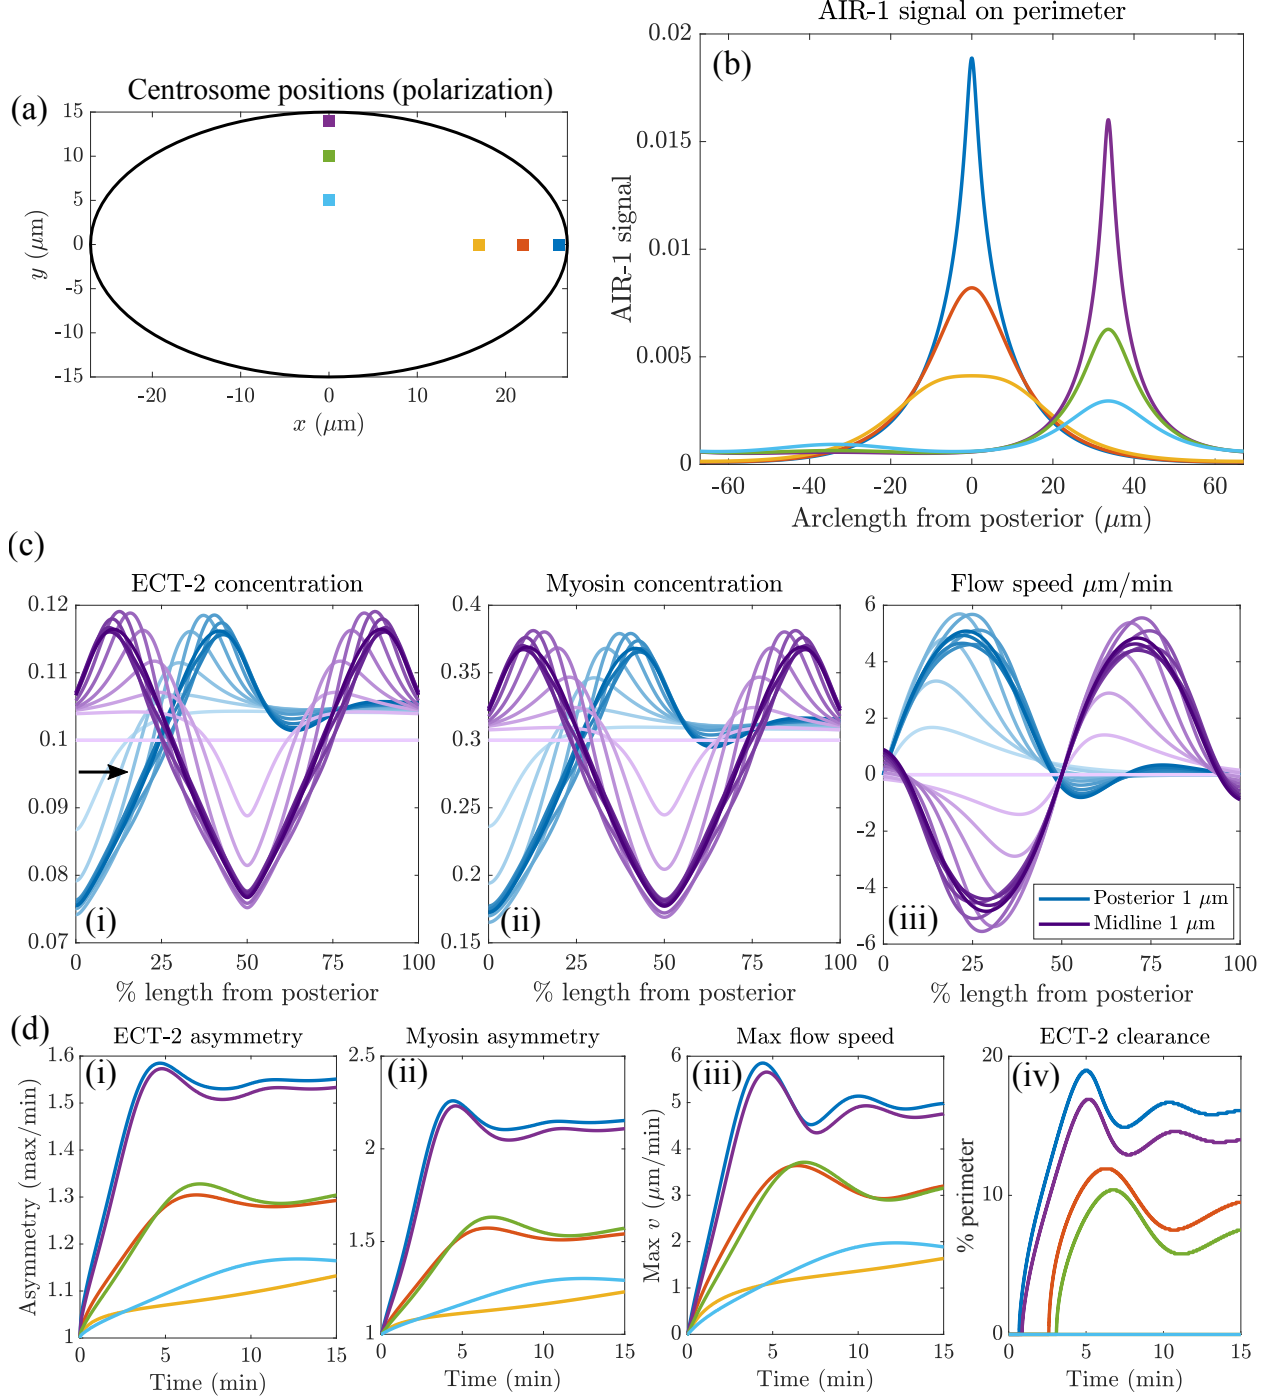 (a)
Centrosome positions (polarization)
15
10
5
0
-5
-10
-15
y (μm)
-20
-10
0
10
20
x (μm)
(b)
AIR-1 signal on perimeter
0.02
0.015
0.01
0.005
0
AIR-1 signal
-60
-40
-20
0
20
40
60
Arclength from posterior (μm)
(c)
ECT-2 concentration
0.12
0.11
0.1
0.09
0.08
0.07
(i)
0
25
50
75
100
% length from posterior
Myosin concentration
0.4
0.35
0.3
0.25
0.2
0.15
(ii)
0
25
50
75
100
% length from posterior
Flow speed μm/min
6
4
2
0
-2
-4
-6
(iii)
Posterior 1 μm
Midline 1 μm
0
25
50
75
100
% length from posterior
(d)
ECT-2 asymmetry
(i)
1.6
1.5
1.4
1.3
1.2
1.1
1
Asymmetry (max/min)
0
5
10
15
Time (min)
Myosin asymmetry
(ii)
2.5
2
1.5
1
0
5
10
15
Time (min)
Max flow speed
(iii)
6
5
4
3
2
1
0
Max v (μm/min)
0
5
10
15
Time (min)
ECT-2 clearance
(iv)
20
10
0
% perimeter
0
5
10
15
Time (min)